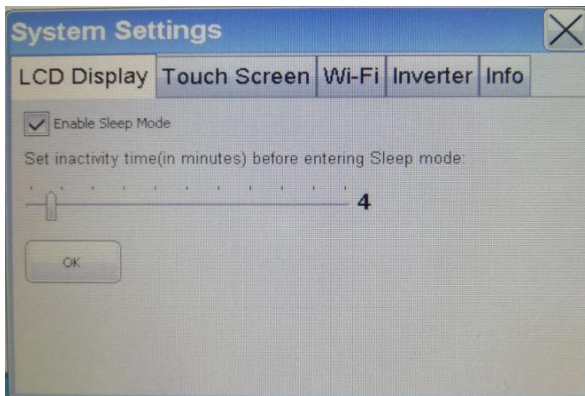 System Settings
LCD Display Touch Screen Wi-Fi Inverter Info
Enable Sleep Mode
Set inactivity time(in minutes) before entering Sleep mode:
4
OK